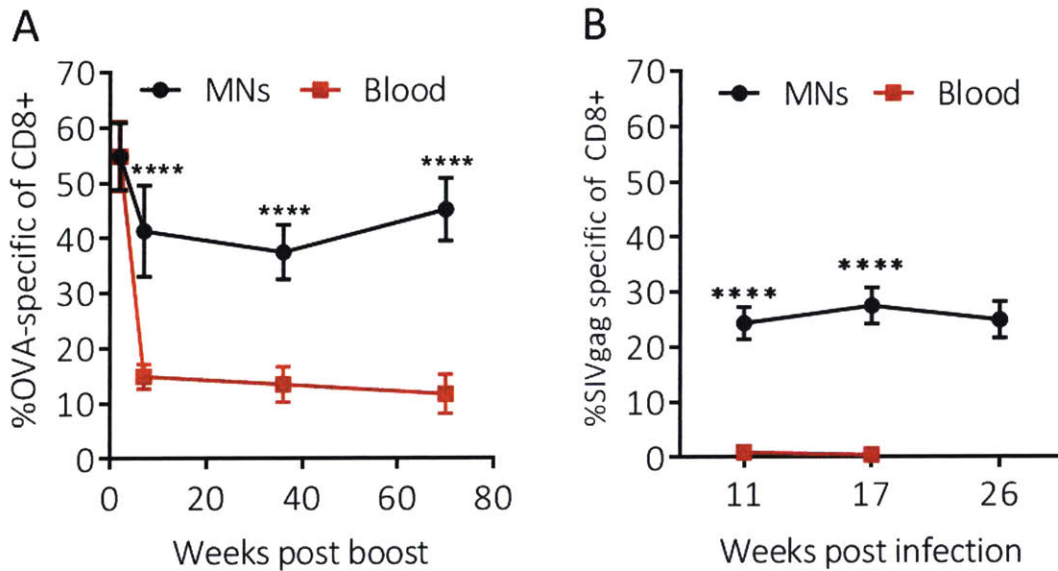 A
MNs Blood
%OVA-specific of CD8+
70
60
50
40
30
20
10
0
****
****
****
0 20 40 60 80
Weeks post boost
B
MNs Blood
%SIVgag specific of CD8+
70
60
50
40
30
20
10
0
****
****
11 17 26
Weeks post infection